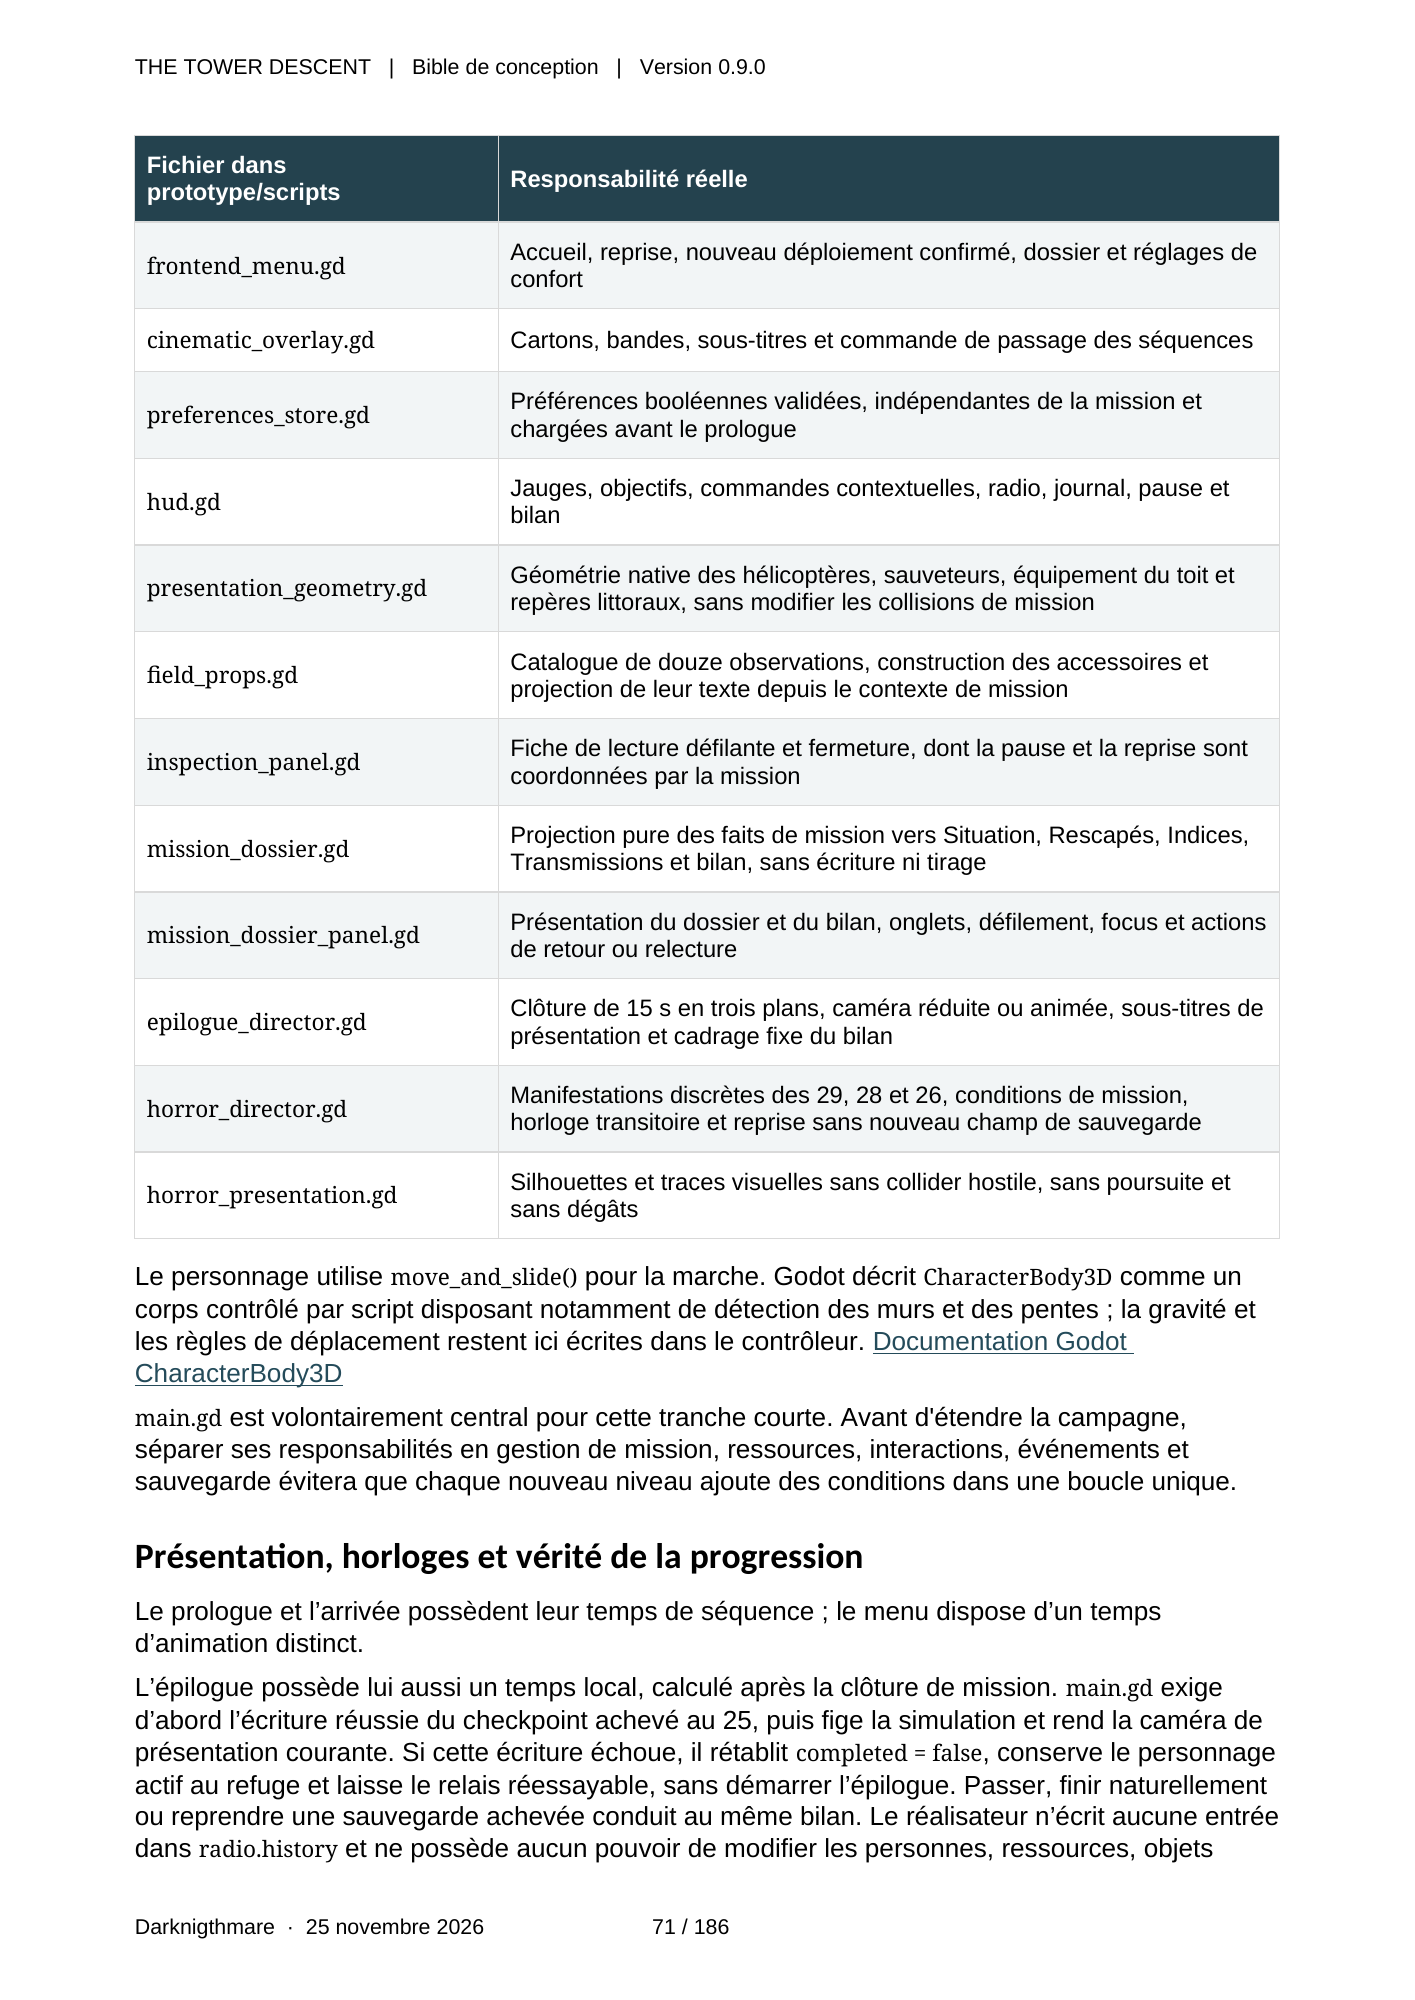 THE TOWER DESCENT | Bible de conception | Version 0.9.0
Fichier dans
prototype/scripts
Responsabilité réelle
frontend_menu.gd
Accueil, reprise, nouveau déploiement confirmé, dossier et réglages de
confort
cinematic_overlay.gd
Cartons, bandes, sous-titres et commande de passage des séquences
preferences_store.gd
Préférences booléennes validées, indépendantes de la mission et
chargées avant le prologue
hud.gd
Jauges, objectifs, commandes contextuelles, radio, journal, pause et
bilan
presentation_geometry.gd
Géométrie native des hélicoptères, sauveteurs, équipement du toit et
repères littoraux, sans modifier les collisions de mission
field_props.gd
Catalogue de douze observations, construction des accessoires et
projection de leur texte depuis le contexte de mission
inspection_panel.gd
Fiche de lecture défilante et fermeture, dont la pause et la reprise sont
coordonnées par la mission
mission_dossier.gd
Projection pure des faits de mission vers Situation, Rescapés, Indices,
Transmissions et bilan, sans écriture ni tirage
mission_dossier_panel.gd
Présentation du dossier et du bilan, onglets, défilement, focus et actions
de retour ou relecture
epilogue_director.gd
Clôture de 15 s en trois plans, caméra réduite ou animée, sous-titres de
présentation et cadrage fixe du bilan
horror_director.gd
Manifestations discrètes des 29, 28 et 26, conditions de mission,
horloge transitoire et reprise sans nouveau champ de sauvegarde
horror_presentation.gd
Silhouettes et traces visuelles sans collider hostile, sans poursuite et
sans dégâts
Le personnage utilise move_and_slide() pour la marche. Godot décrit CharacterBody3D comme un
corps contrôlé par script disposant notamment de détection des murs et des pentes ; la gravité et
les règles de déplacement restent ici écrites dans le contrôleur. Documentation Godot
CharacterBody3D
main.gd est volontairement central pour cette tranche courte. Avant d'étendre la campagne,
séparer ses responsabilités en gestion de mission, ressources, interactions, événements et
sauvegarde évitera que chaque nouveau niveau ajoute des conditions dans une boucle unique.
Présentation, horloges et vérité de la progression
Le prologue et l’arrivée possèdent leur temps de séquence ; le menu dispose d’un temps
d’animation distinct.
L’épilogue possède lui aussi un temps local, calculé après la clôture de mission. main.gd exige
d’abord l’écriture réussie du checkpoint achevé au 25, puis fige la simulation et rend la caméra de
présentation courante. Si cette écriture échoue, il rétablit completed = false, conserve le personnage
actif au refuge et laisse le relais réessayable, sans démarrer l’épilogue. Passer, finir naturellement
ou reprendre une sauvegarde achevée conduit au même bilan. Le réalisateur n’écrit aucune entrée
dans radio.history et ne possède aucun pouvoir de modifier les personnes, ressources, objets
Darknigthmare · 25 novembre 2026
71 / 186